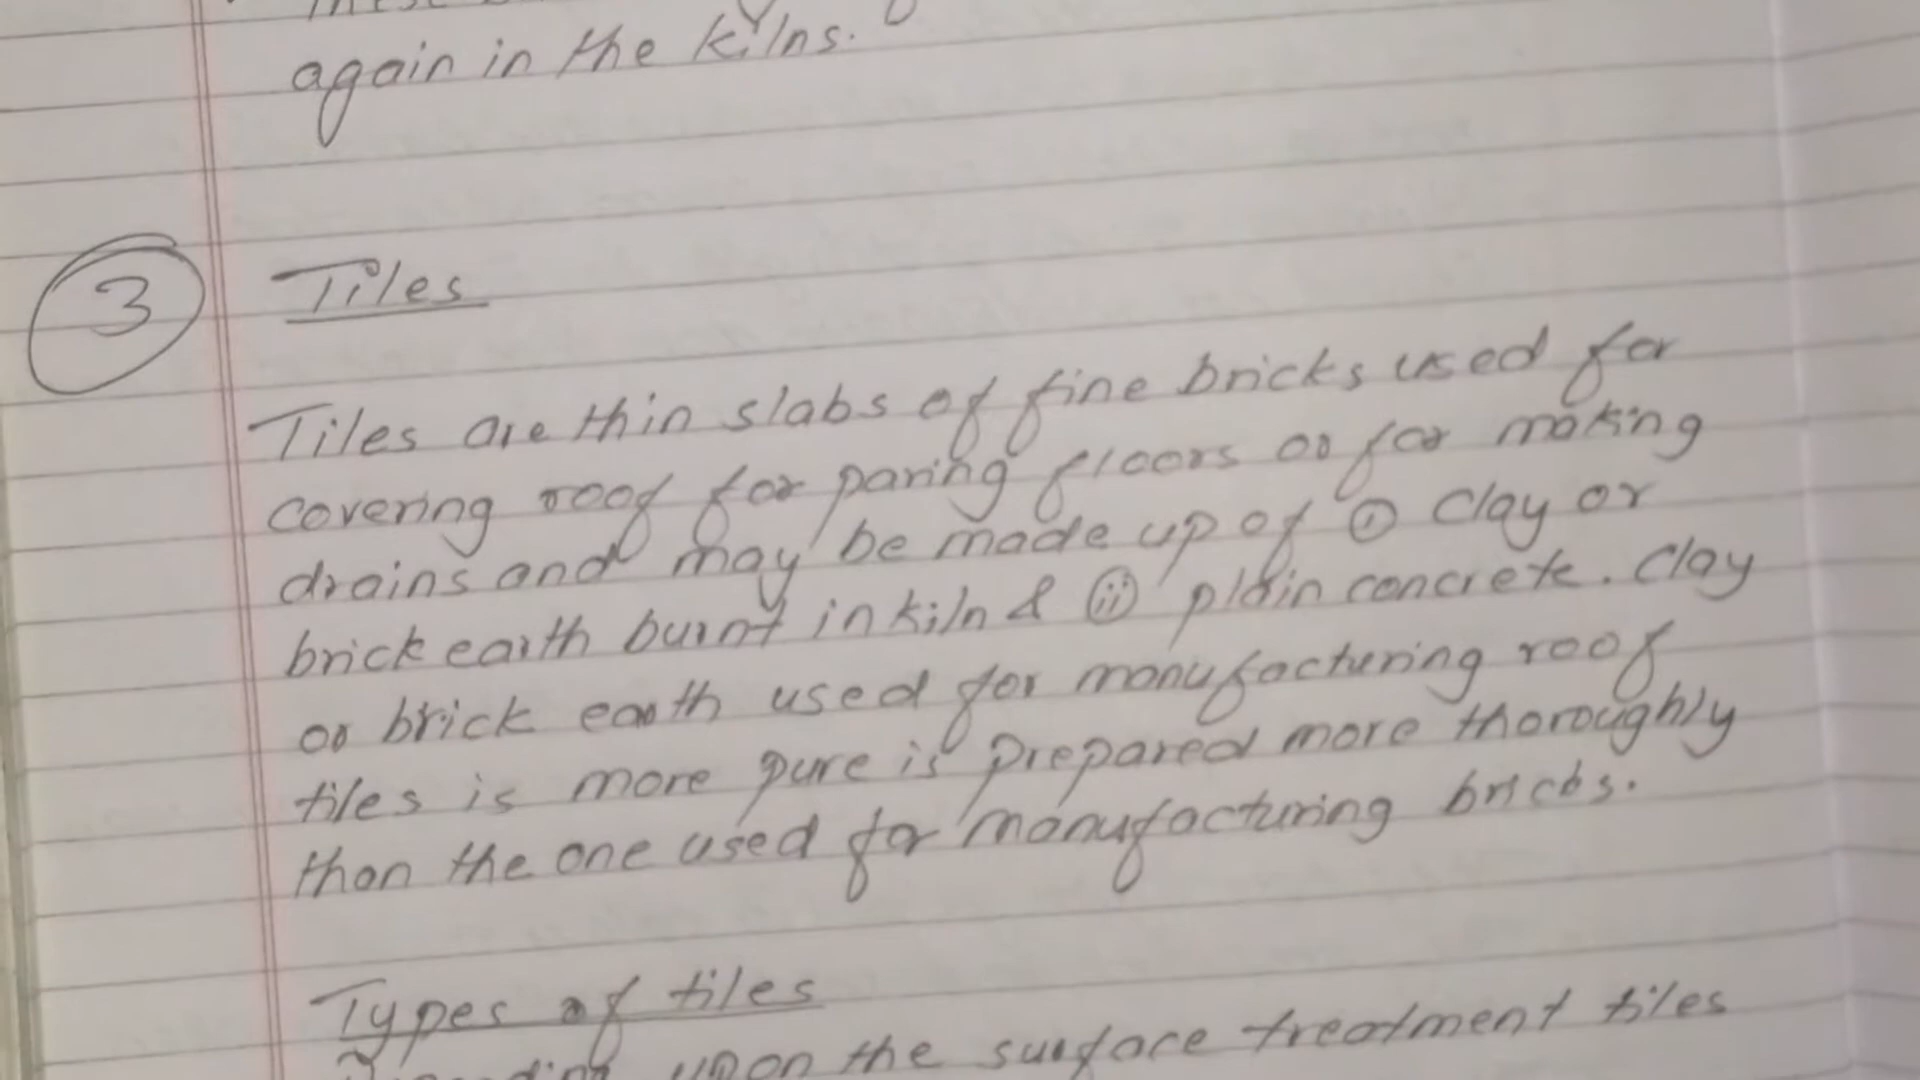 again in the kilns.
3 Tiles
Tiles are thin slabs of fine bricks used for
covering roof for paving floors or for making
drains and may be made up of (i) Clay or
brick earth burnt in kiln & (ii) plain concrete. Clay
or brick earth used for manufacturing roof
tiles is more pure is prepared more thoroughly
than the one used for manufacturing bricks.
Types of tiles
upon the surface treatment tiles